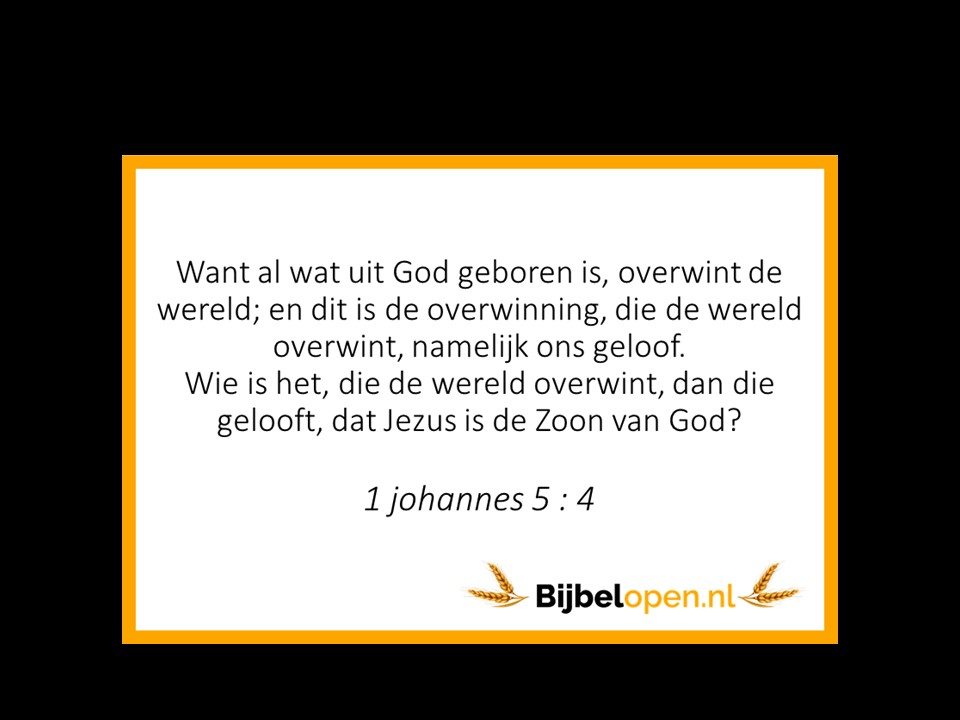 Want al wat uit God geboren is, overwint de
wereld; en dit is de overwinning, die de wereld
overwint, namelijk ons geloof.
Wie is het, die de wereld overwint, dan die
gelooft, dat Jezus is de Zoon van God?
1 johannes 5 : 4
Bijbelopen.nl